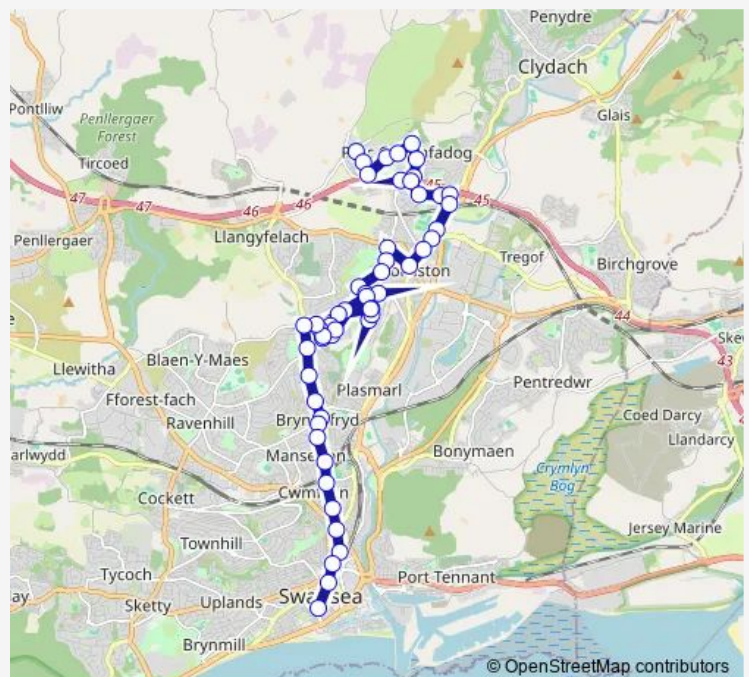 Penydre
Clydach
Pontlliw
Glais
Penllergaer
Forest
Tircoed
47
47
46
46
45
45
Penllergaer
Llangyfelach
Tregof
Birchgrove
44
43
Llewitha
Blaen-Y-Maes
Plasmarl
Pentredwr
Fforest-fach
Ravenhill
Coed Darcy
Llandarcy
Bonymaen
Crymlyn
Bog
Cockett
Jersey Marine
Townhill
Tycoch
Port Tennant
Sketty
Uplands
Brynmill
© OpenStreetMap contributors